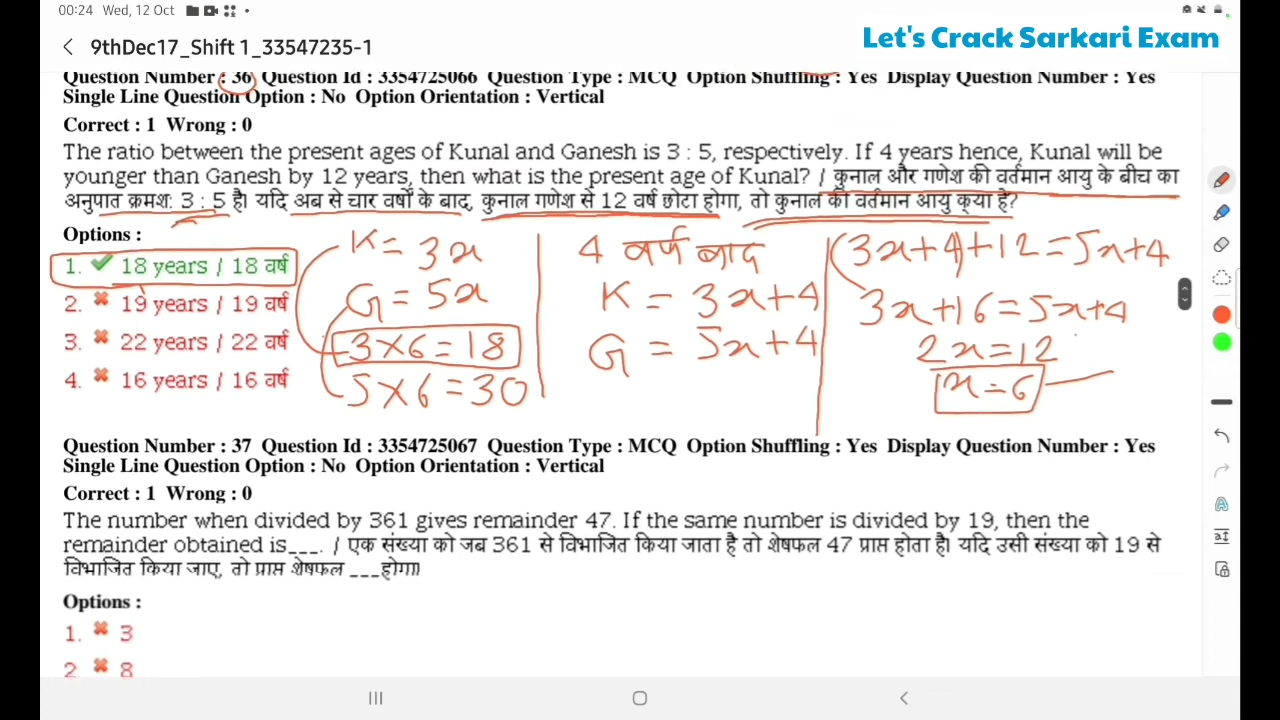 00:24 Wed, 12 Oct
Let's Crack Sarkari Exam
9thDec17_Shift 1_33547235-1
Question Number : 36 Question Id : 3354725066 Question Type : MCQ Option Shuffling : Yes Display Question Number : Yes
Single Line Question Option : No Option Orientation : Vertical
Correct : 1 Wrong : 0
The ratio between the present ages of Kunal and Ganesh is 3 : 5, respectively. If 4 years hence, Kunal will be
younger than Ganesh by 12 years, then what is the present age of Kunal? / कुनाल और गणेश की वर्तमान आयु के बीच का
अनुपात क्रमश: 3 : 5 है। यदि अब से चार वर्षों के बाद, कुनाल गणेश से 12 वर्ष छोटा होगा, तो कुनाल की वर्तमान आयु क्या है?
Options :
1. 18 years / 18 वर्ष
2. 19 years / 19 वर्ष
3. 22 years / 22 वर्ष
4. 16 years / 16 वर्ष
K = 3x
G = 5x
3×6=18
5×6=30
4 वर्ष बाद
K = 3x+4
G = 5x+4
(3x+4)+12=5x+4
3x+16=5x+4
2x=12
x=6
Question Number : 37 Question Id : 3354725067 Question Type : MCQ Option Shuffling : Yes Display Question Number : Yes
Single Line Question Option : No Option Orientation : Vertical
Correct : 1 Wrong : 0
The number when divided by 361 gives remainder 47. If the same number is divided by 19, then the
remainder obtained is___. / एक संख्या को जब 361 से विभाजित किया जाता है तो शेषफल 47 प्राप्त होता है। यदि उसी संख्या को 19 से
विभाजित किया जाए, तो प्राप्त शेषफल ___होगा।
Options :
1. 3
2. 8